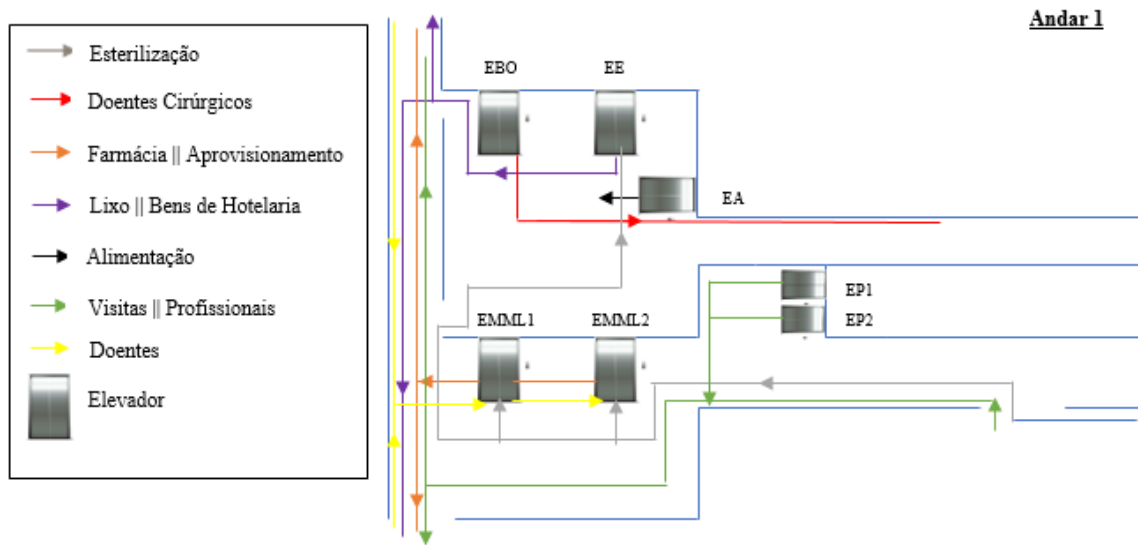 Andar 1
Esterilização
Doentes Cirúrgicos
Farmácia || Aprovisionamento
Lixo || Bens de Hotelaria
Alimentação
Visitas || Profissionais
Doentes
Elevador
EBO
EE
EA
EP1
EP2
EMML1
EMML2